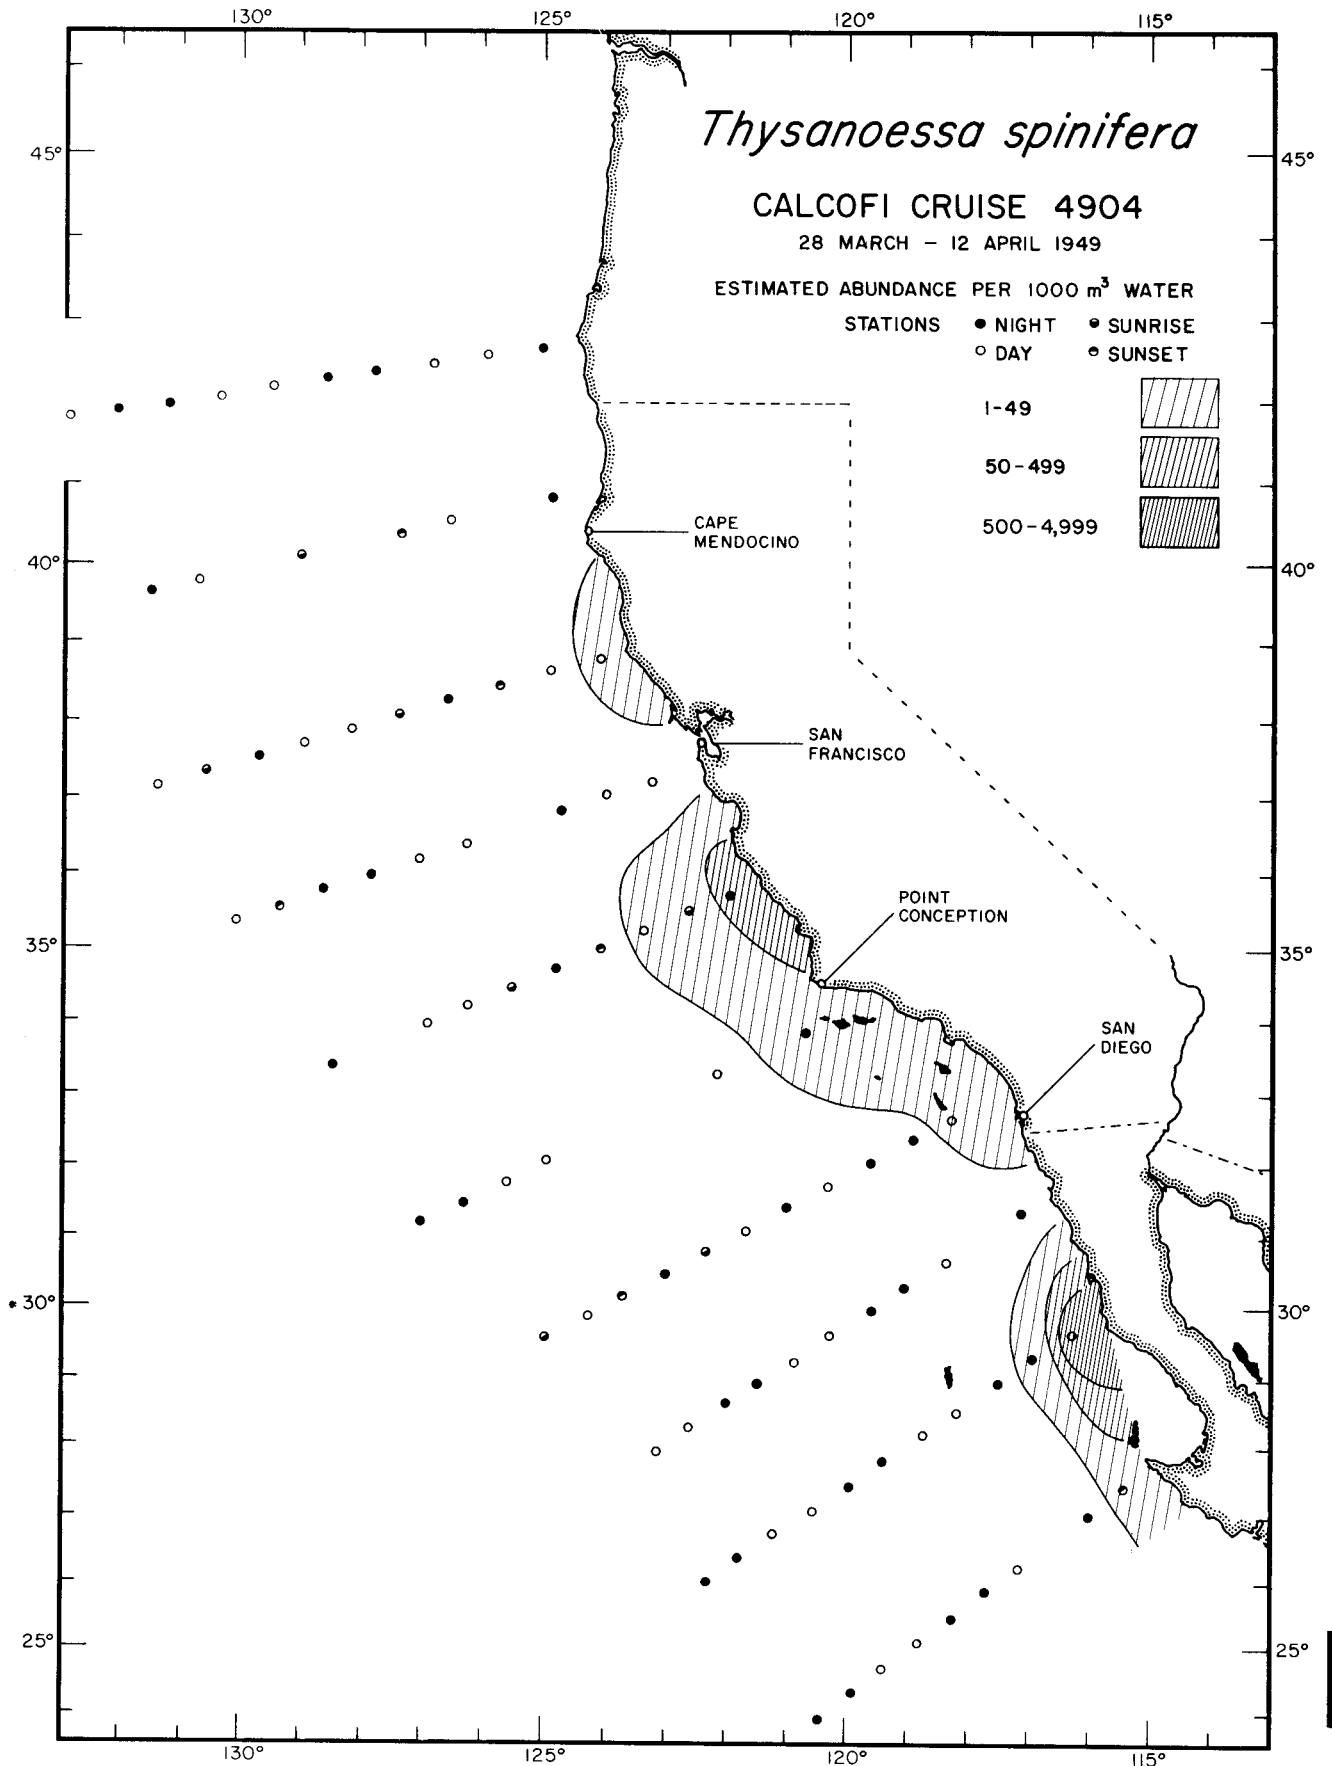 130° 125° 120° 115°
Thysanoessa spinifera
45° 45°
CALCOFI CRUISE 4904
28 MARCH – 12 APRIL 1949
ESTIMATED ABUNDANCE PER 1000 m³ WATER
STATIONS NIGHT SUNRISE
DAY SUNSET
1-49
50-499
500-4,999
CAPE
MENDOCINO
40° 40°
SAN
FRANCISCO
POINT
CONCEPTION
35° 35°
SAN
DIEGO
30° 30°
25° 25°
130° 125° 120° 115°